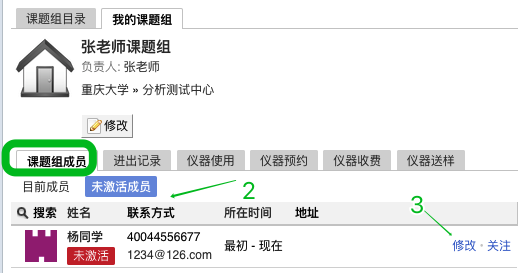 课题组目录 我的课题组
张老师课题组
负责人: 张老师
重庆大学 » 分析测试中心
修改
课题组成员 进出记录 仪器使用 仪器预约 仪器收费 仪器送样
目前成员 未激活成员
2
搜索 姓名 联系方式 所在时间 地址
3
杨同学 40044556677
最初 - 现在 修改 · 关注
未激活 1234@126.com